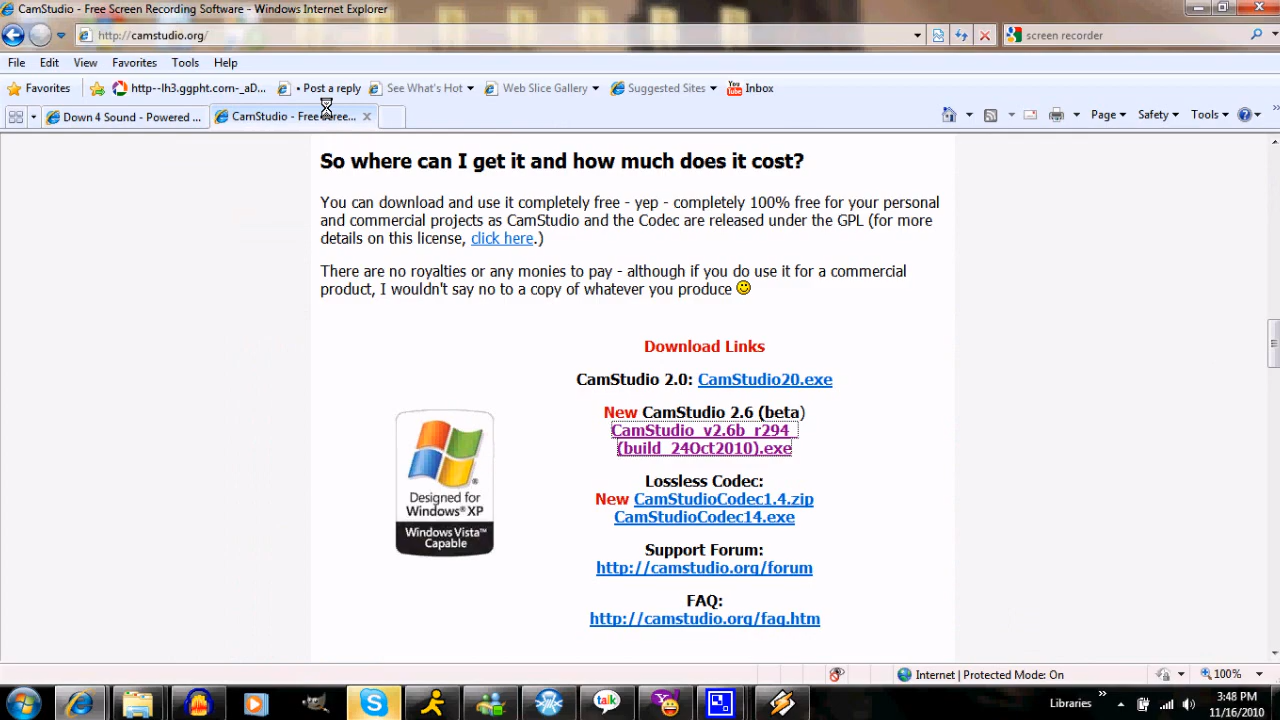 CamStudio - Free Screen Recording Software - Windows Internet Explorer
http://camstudio.org/
screen recorder
File Edit View Favorites Tools Help
Favorites http--lh3.ggpht.com-_aD... • Post a reply See What's Hot Web Slice Gallery Suggested Sites You Tube Inbox
Down 4 Sound - Powered ... CamStudio - Free Scree... Page Safety Tools
So where can I get it and how much does it cost?
You can download and use it completely free - yep - completely 100% free for your personal
and commercial projects as CamStudio and the Codec are released under the GPL (for more
details on this license, click here.)
There are no royalties or any monies to pay - although if you do use it for a commercial
product, I wouldn't say no to a copy of whatever you produce
Download Links
CamStudio 2.0: CamStudio20.exe
New CamStudio 2.6 (beta)
CamStudio_v2.6b_r294_
(build_24Oct2010).exe
Lossless Codec:
New CamStudioCodec1.4.zip
CamStudioCodec14.exe
Support Forum:
http://camstudio.org/forum
FAQ:
http://camstudio.org/faq.htm
Designed for
Windows® XP
Windows Vista™
Capable
Internet | Protected Mode: On
100%
talk
Libraries
3:48 PM
11/16/2010